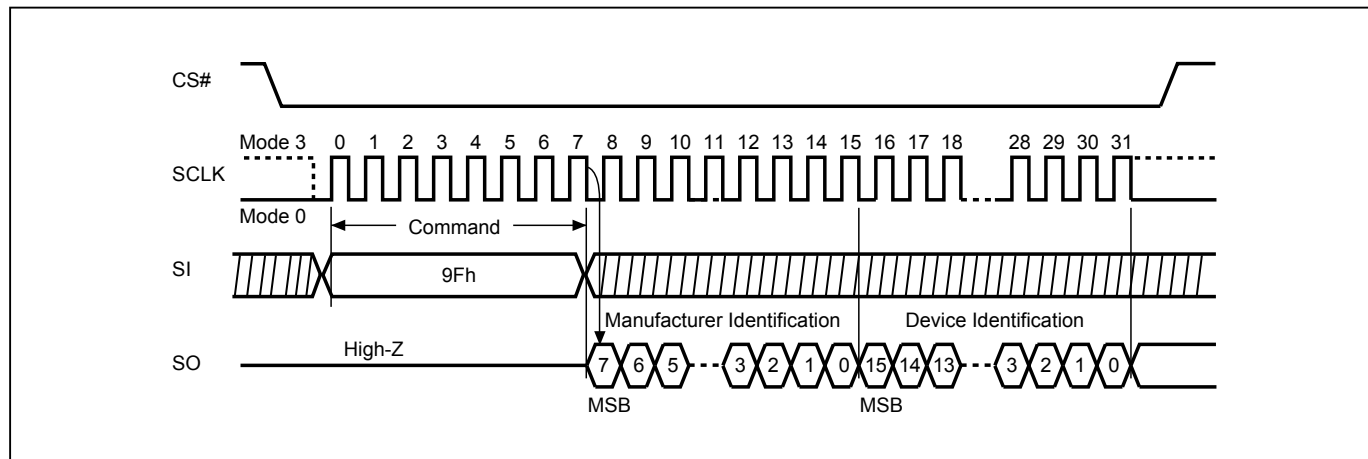 CS#
Mode 3 0 1 2 3 4 5 6 7 8 9 10 11 12 13 14 15 16 17 18 28 29 30 31
SCLK
Mode 0
Command
SI 9Fh
Manufacturer Identification Device Identification
High-Z
SO 7 6 5 3 2 1 0 15 14 13 3 2 1 0
MSB MSB